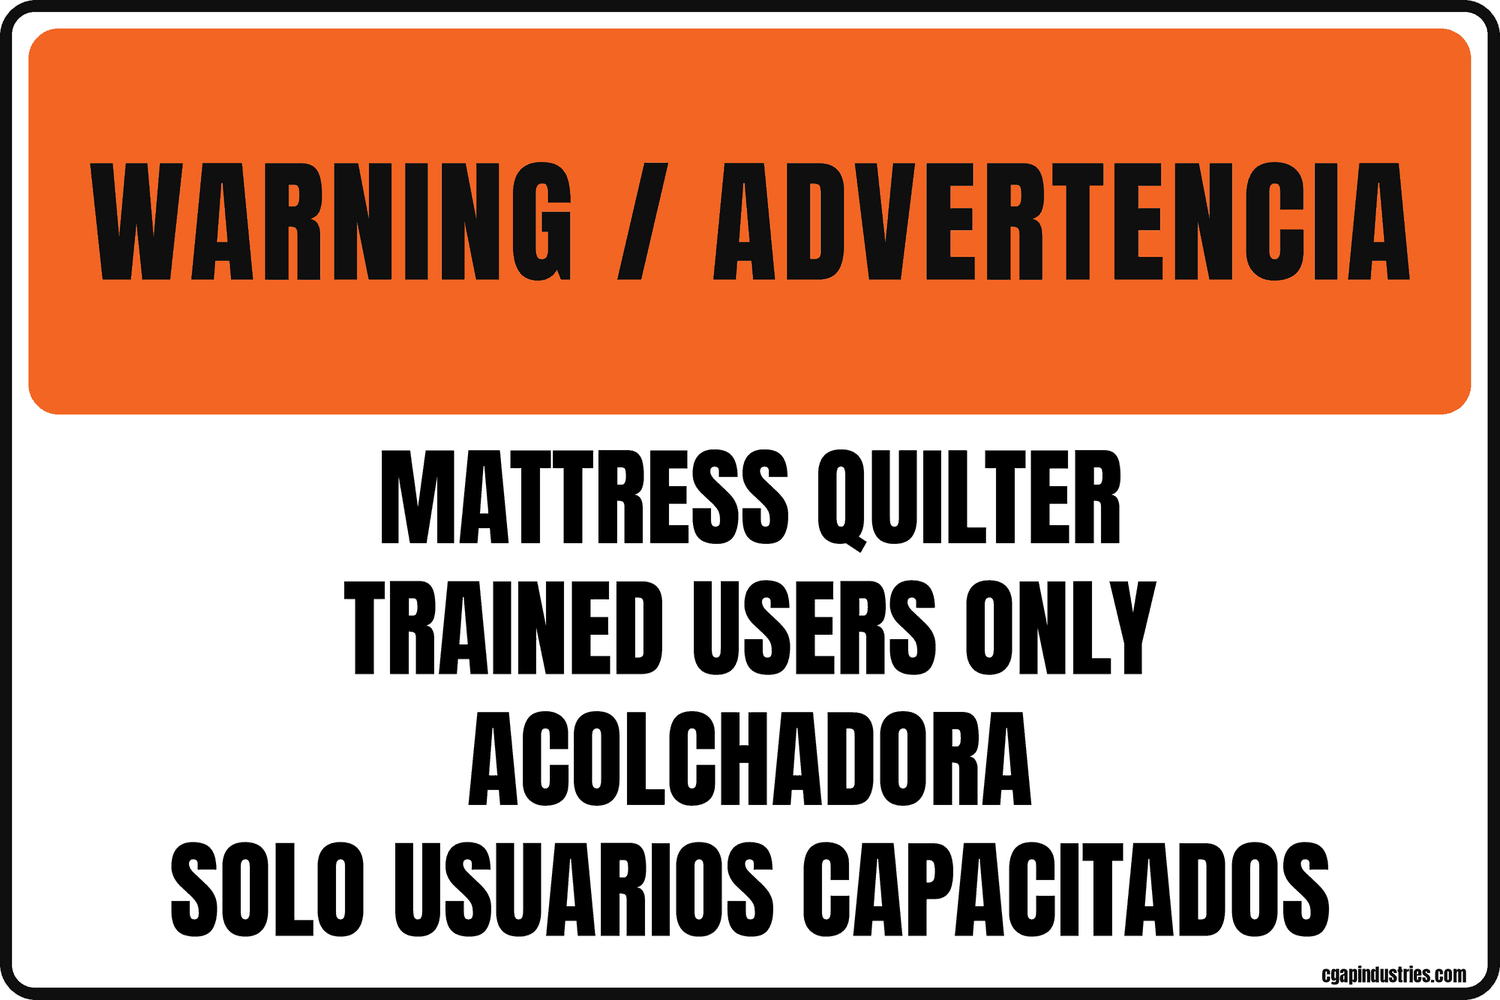 WARNING / ADVERTENCIA
MATTRESS QUILTER
TRAINED USERS ONLY
ACOLCHADORA
SOLO USUARIOS CAPACITADOS
cgapindustries.com